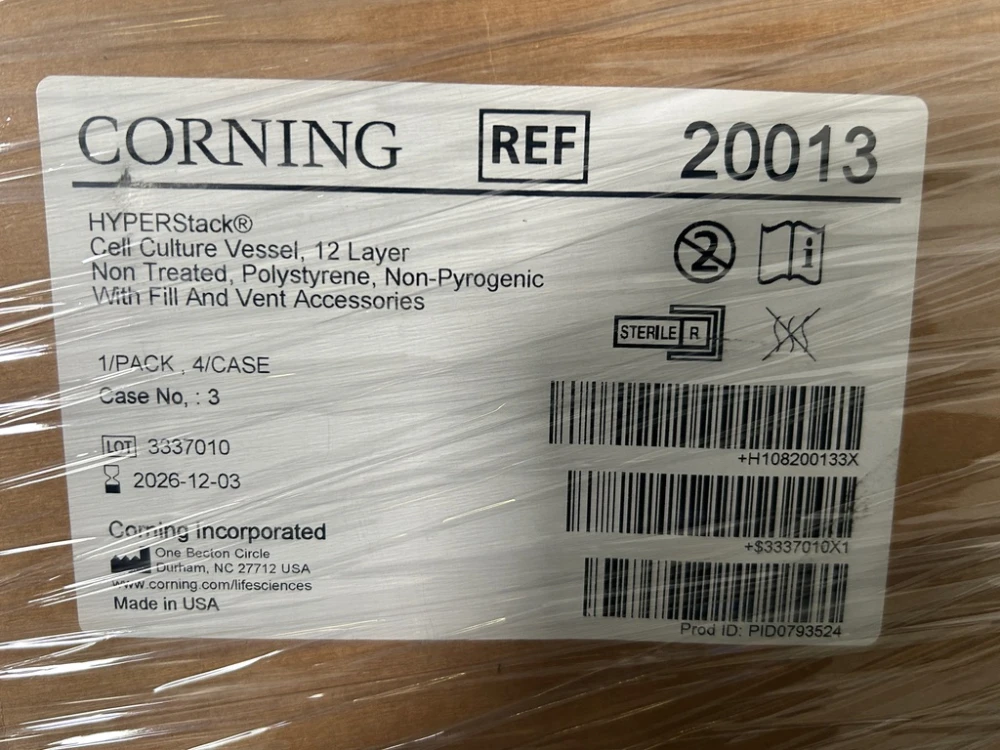 CORNING REF 20013
HYPERStack®
Cell Culture Vessel, 12 Layer
Non Treated, Polystyrene, Non-Pyrogenic
With Fill And Vent Accessories
2
i
STERILE R
1/PACK , 4/CASE
Case No, : 3
LOT 3337010
2026-12-03
Corning Incorporated
One Becton Circle
Durham, NC 27712 USA
www.corning.com/lifesciences
Made in USA
+H108200133X
+$3337010X1
Prod ID: PID0793524